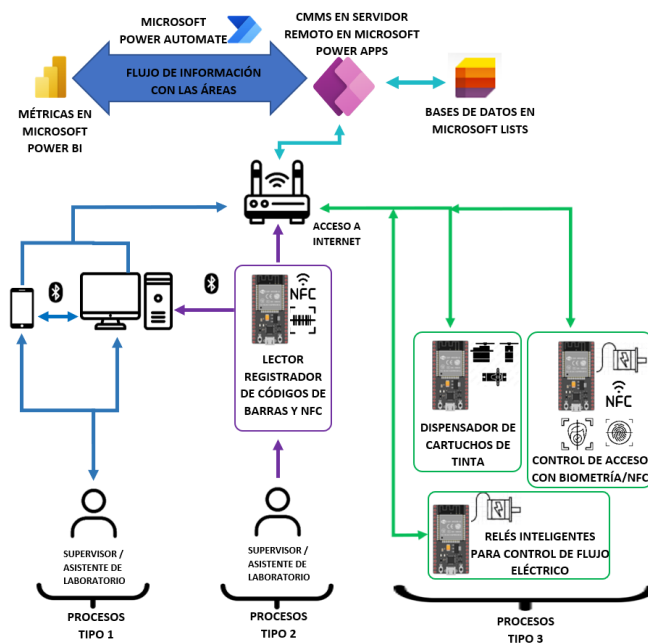 MICROSOFT
POWER AUTOMATE
CMMS EN SERVIDOR
REMOTO EN MICROSOFT
POWER APPS
FLUJO DE INFORMACIÓN
CON LAS ÁREAS
MÉTRICAS EN
MICROSOFT
POWER BI
BASES DE DATOS EN
MICROSOFT LISTS
ACCESO A
INTERNET
NFC
LECTOR
REGISTRADOR
DE CÓDIGOS DE
BARRAS Y NFC
DISPENSADOR DE
CARTUCHOS DE
TINTA
NFC
CONTROL DE ACCESO
CON BIOMETRÍA/NFC
RELÉS INTELIGENTES
PARA CONTROL DE FLUJO
ELÉCTRICO
SUPERVISOR /
ASISTENTE DE
LABORATORIO
SUPERVISOR /
ASISTENTE DE
LABORATORIO
PROCESOS
TIPO 1
PROCESOS
TIPO 2
PROCESOS
TIPO 3